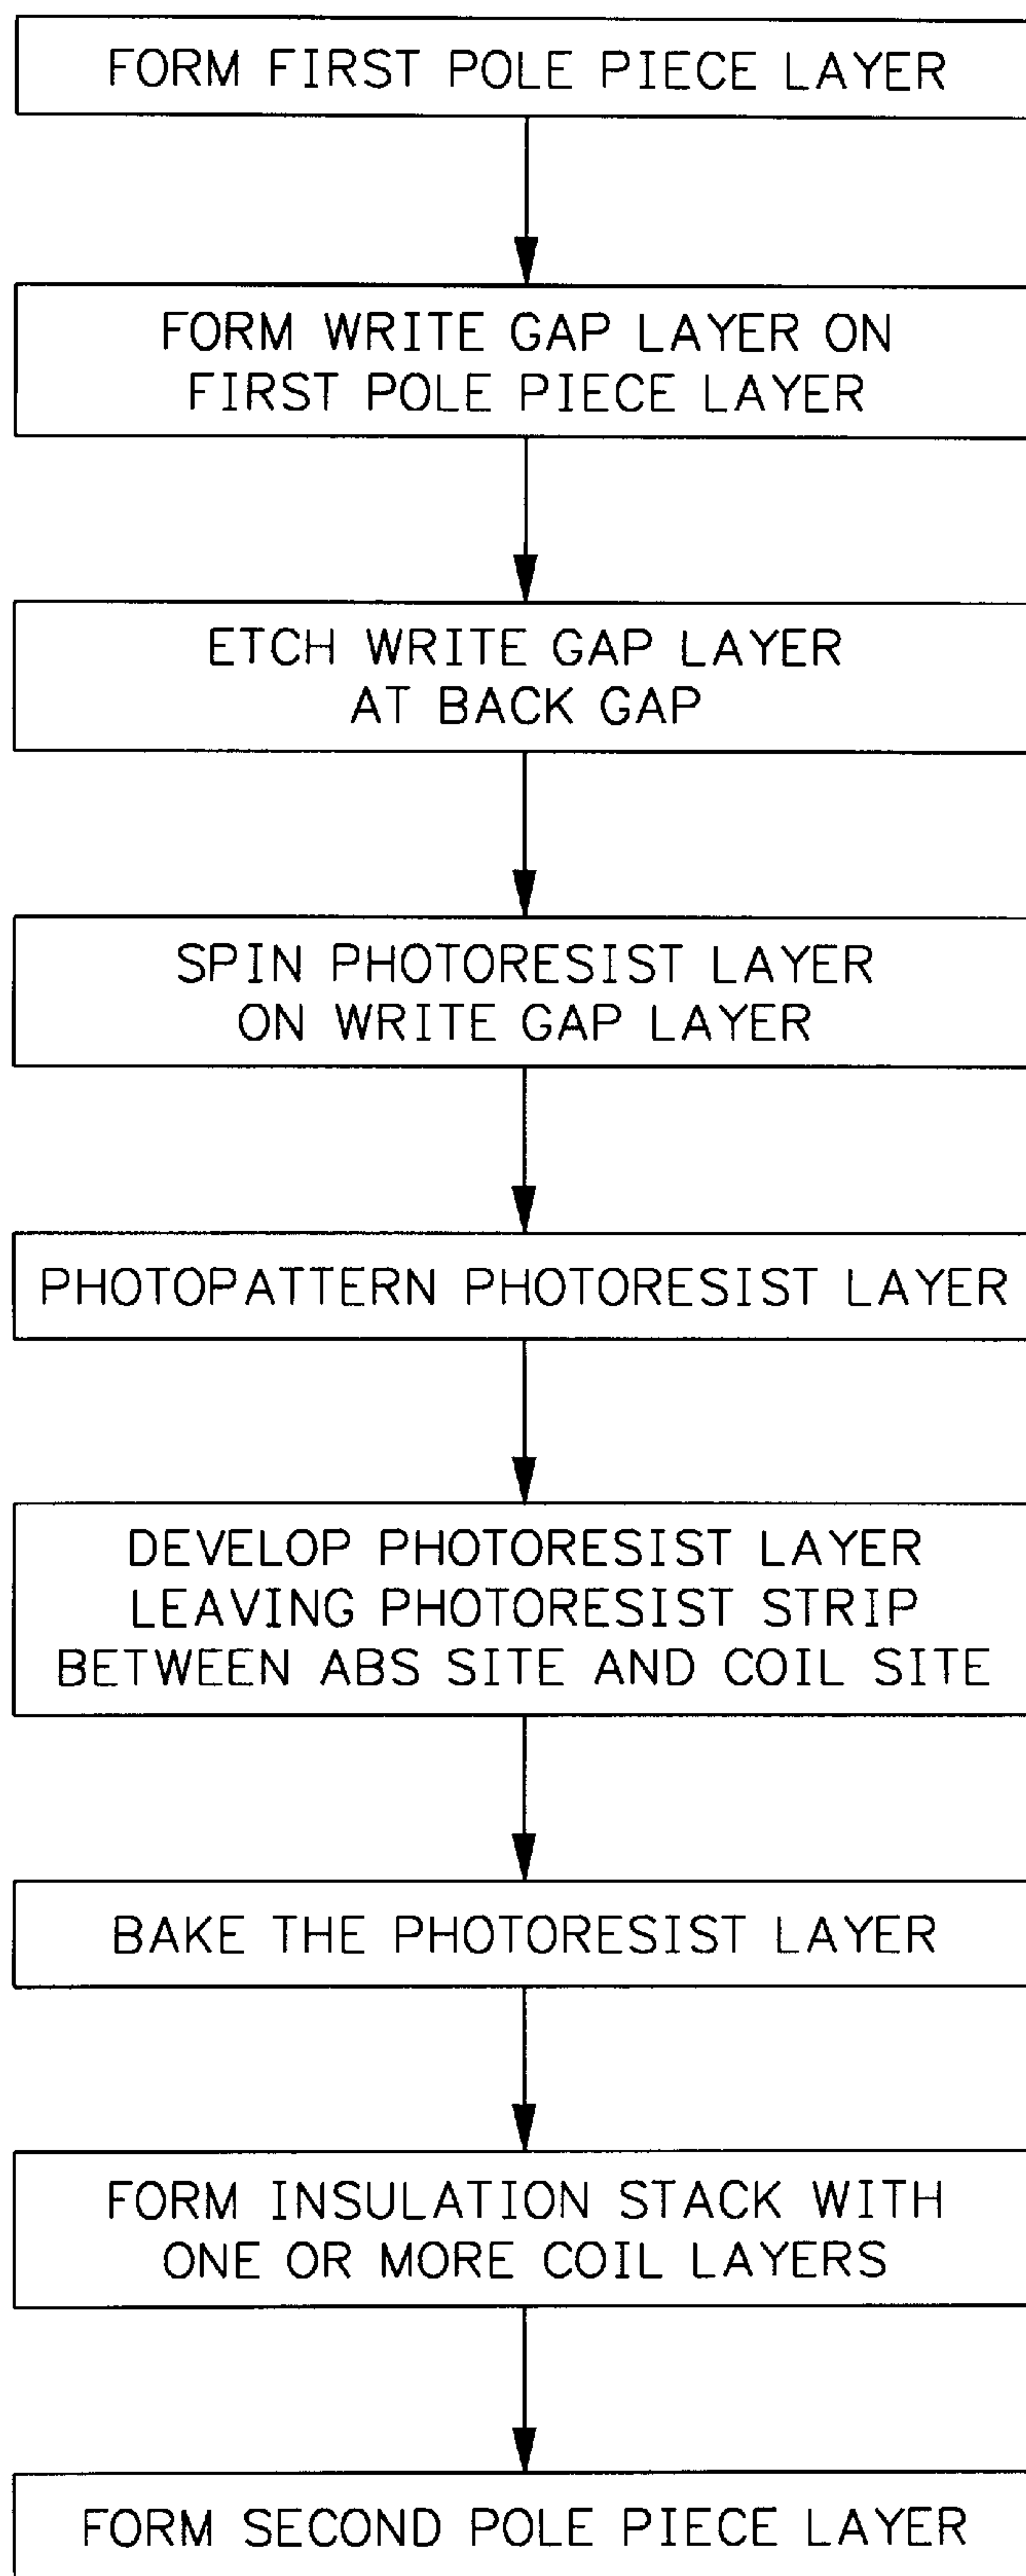 FORM FIRST POLE PIECE LAYER
FORM WRITE GAP LAYER ON
FIRST POLE PIECE LAYER
ETCH WRITE GAP LAYER
AT BACK GAP
SPIN PHOTORESIST LAYER
ON WRITE GAP LAYER
PHOTOPATTERN PHOTORESIST LAYER
DEVELOP PHOTORESIST LAYER
LEAVING PHOTORESIST STRIP
BETWEEN ABS SITE AND COIL SITE
BAKE THE PHOTORESIST LAYER
FORM INSULATION STACK WITH
ONE OR MORE COIL LAYERS
FORM SECOND POLE PIECE LAYER